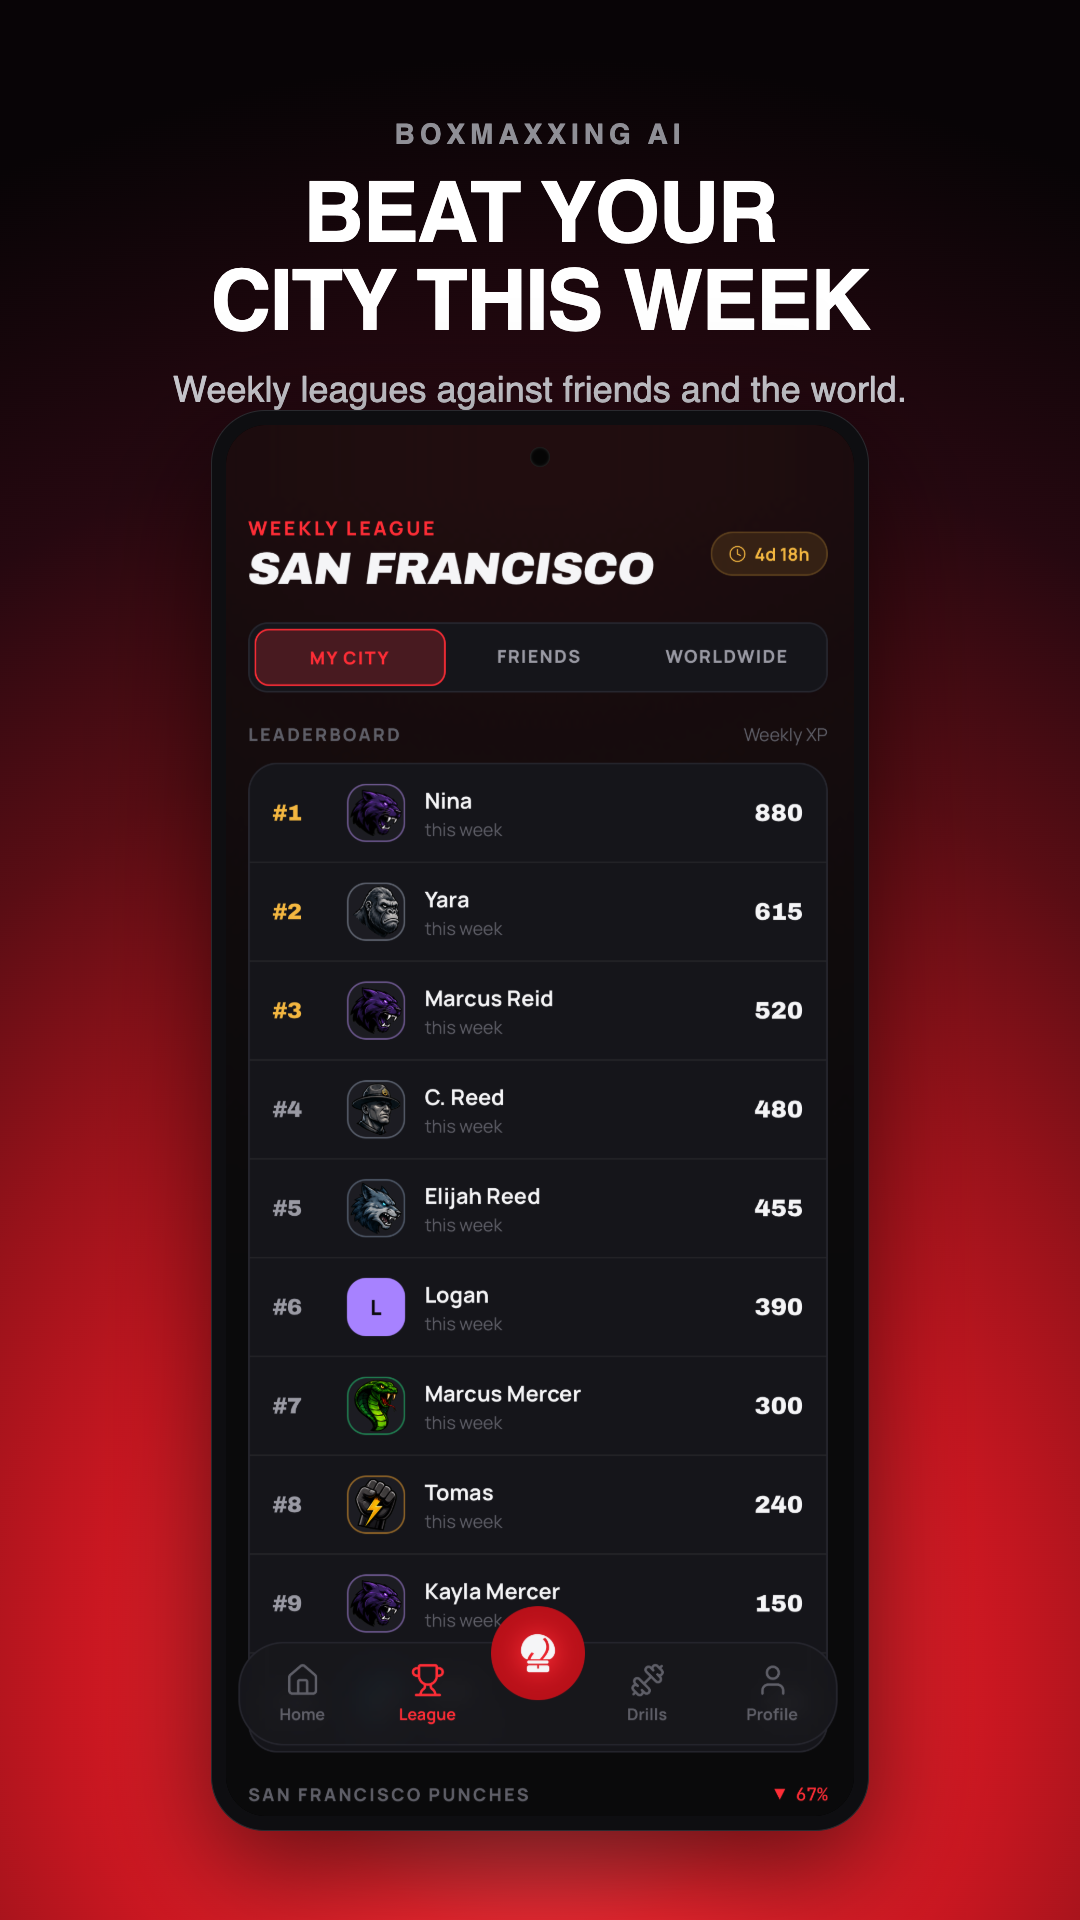 BOXMAXXING AI
BEAT YOUR
CITY THIS WEEK
Weekly leagues against friends and the world.
WEEKLY LEAGUE
SAN FRANCISCO
4d 18h
MY CITY
FRIENDS
WORLDWIDE
LEADERBOARD
Weekly XP
#1
Nina
this week
880
#2
Yara
this week
615
#3
Marcus Reid
this week
520
#4
C. Reed
this week
480
#5
Elijah Reed
this week
455
#6
L
Logan
this week
390
#7
Marcus Mercer
this week
300
#8
Tomas
this week
240
#9
Kayla Mercer
this week
150
Home
League
Drills
Profile
SAN FRANCISCO PUNCHES
▼ 67%